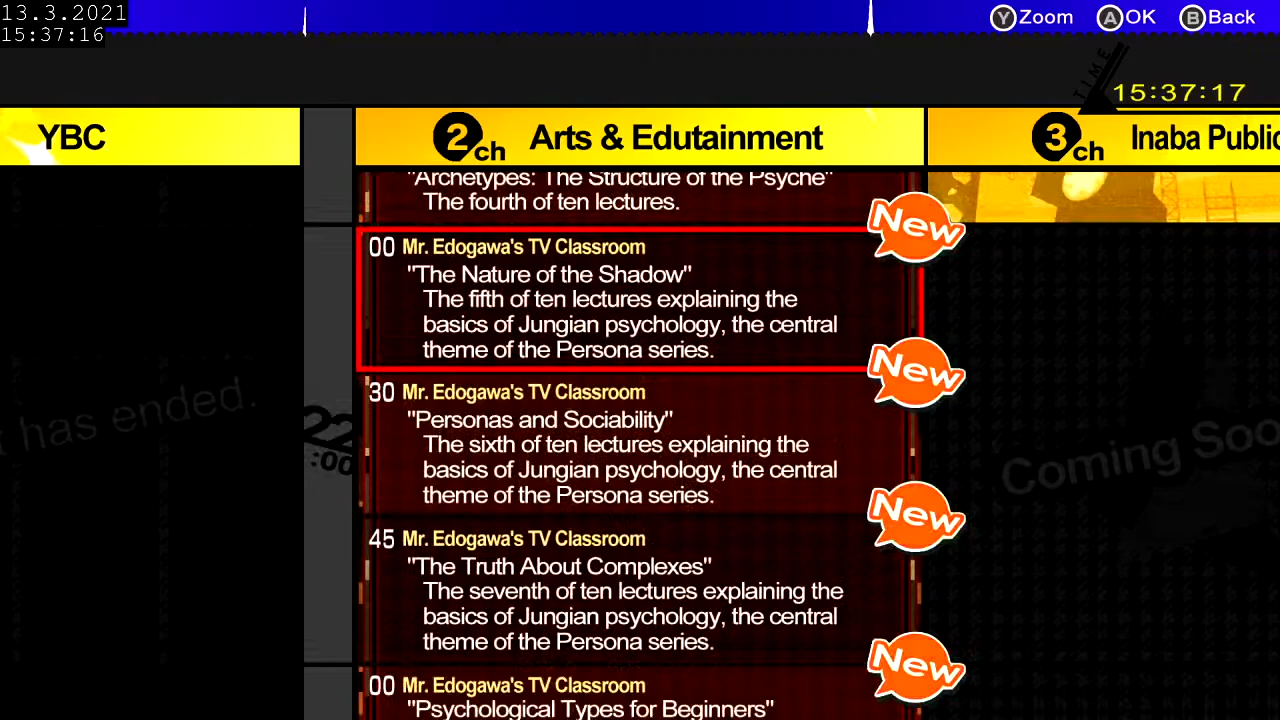 13.3.2021
15:37:16
Y Zoom A OK B Back
TIME
15:37:17
YBC
2ch Arts & Edutainment
3ch Inaba Public
"Archetypes: The Structure of the Psyche"
The fourth of ten lectures.
New
00 Mr. Edogawa's TV Classroom
"The Nature of the Shadow"
The fifth of ten lectures explaining the
basics of Jungian psychology, the central
theme of the Persona series.
New
30 Mr. Edogawa's TV Classroom
"Personas and Sociability"
The sixth of ten lectures explaining the
basics of Jungian psychology, the central
theme of the Persona series.
has ended.
22
:00
Coming Soo
New
45 Mr. Edogawa's TV Classroom
"The Truth About Complexes"
The seventh of ten lectures explaining the
basics of Jungian psychology, the central
theme of the Persona series.
New
00 Mr. Edogawa's TV Classroom
"Psychological Types for Beginners"